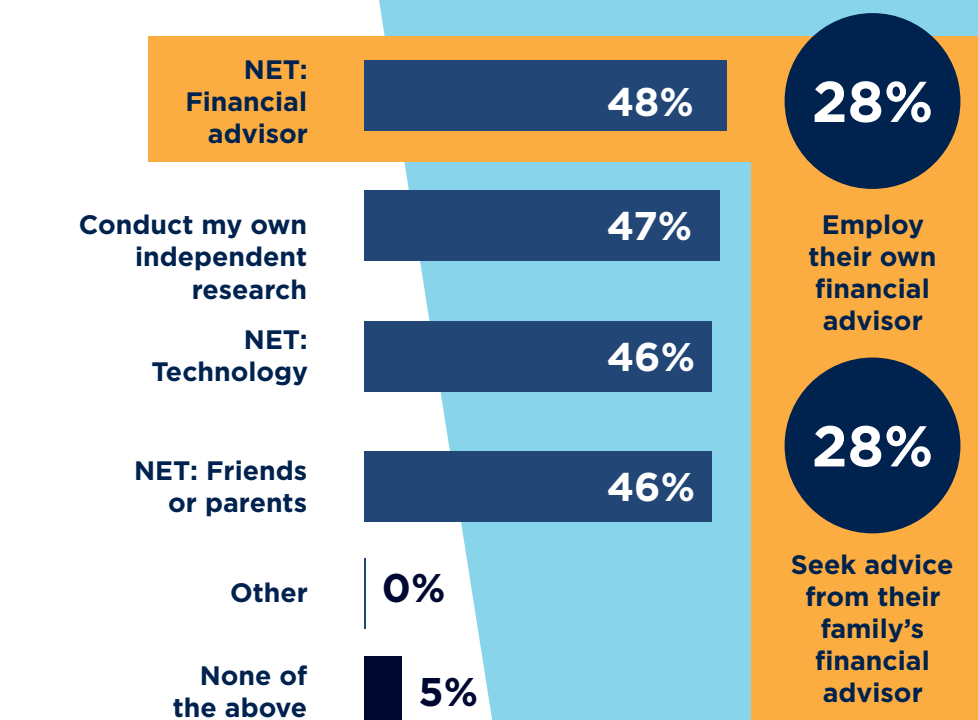 NET:
Financial
advisor
48%
Conduct my own
independent
research
47%
NET:
Technology
46%
NET: Friends
or parents
46%
Other
0%
None of
the above
5%
28%
Employ
their own
financial
advisor
28%
Seek advice
from their
family’s
financial
advisor